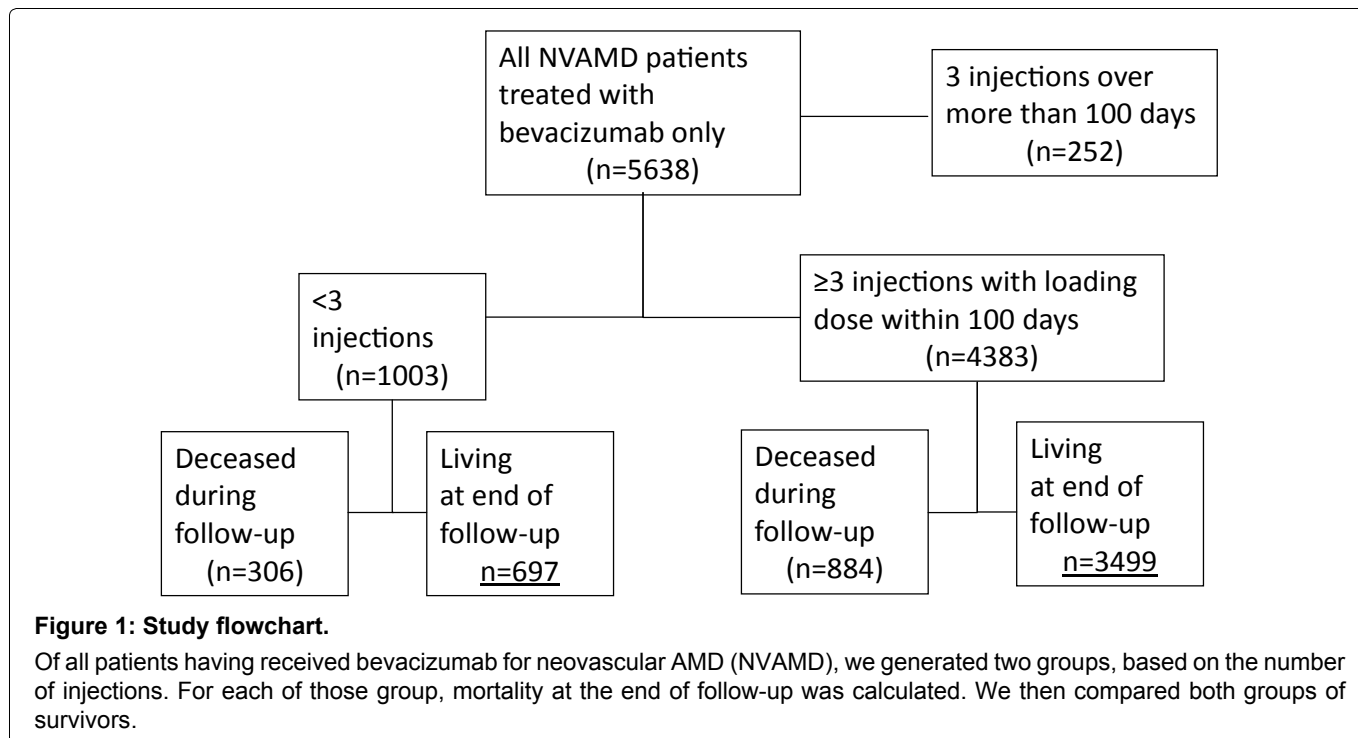 All NVAMD patients
treated with
bevacizumab only
(n=5638)
3 injections over
more than 100 days
(n=252)
<3
injections
(n=1003)
≥3 injections with loading
dose within 100 days
(n=4383)
Deceased
during
follow-up
(n=306)
Living
at end of
follow-up
n=697
Deceased
during
follow-up
(n=884)
Living
at end of
follow-up
n=3499
Figure 1: Study flowchart.
Of all patients having received bevacizumab for neovascular AMD (NVAMD), we generated two groups, based on the number
of injections. For each of those group, mortality at the end of follow-up was calculated. We then compared both groups of
survivors.